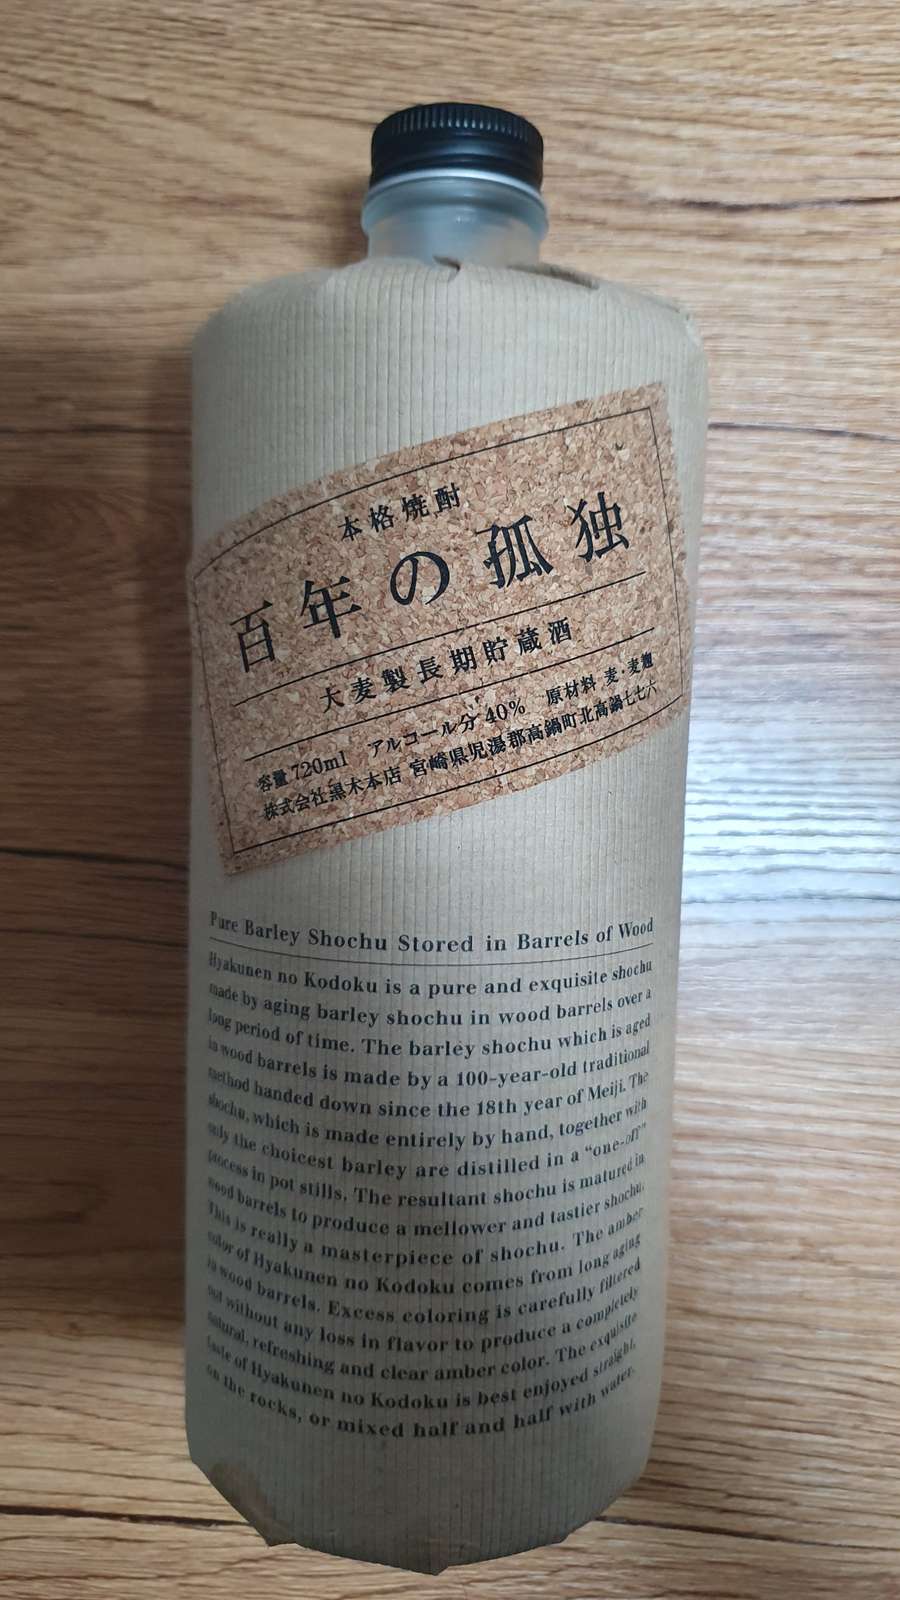 本格焼酎
百年の孤独
大麦製長期貯蔵酒
容量720ml アルコール分40% 原材料 麦・麦麹
株式会社黒木本店 宮崎県児湯郡高鍋町北高鍋七七六
Pure Barley Shochu Stored in Barrels of Wood
Hyakunen no Kodoku is a pure and exquisite shochu
made by aging barley shochu in wood barrels over a
long period of time. The barley shochu which is aged
in wood barrels is made by a 100-year-old traditional
method handed down since the 18th year of Meiji. The
shochu, which is made entirely by hand, together with
only the choicest barley are distilled in a "one-off"
process in pot stills. The resultant shochu is matured in
wood barrels to produce a mellower and tastier shochu.
This is really a masterpiece of shochu. The amber
color of Hyakunen no Kodoku comes from long aging
in wood barrels. Excess coloring is carefully filtered
out without any loss in flavor to produce a completely
natural, refreshing and clear amber color. The exquisite
taste of Hyakunen no Kodoku is best enjoyed straight,
on the rocks, or mixed half and half with water.